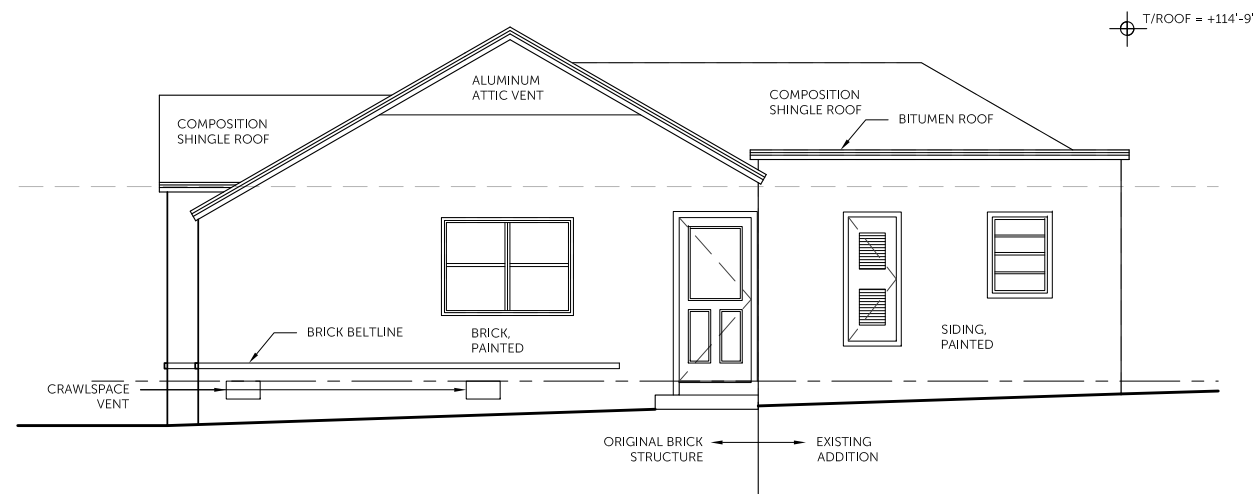 T/ROOF = +114'-9'
ALUMINUM
ATTIC VENT
COMPOSITION
SHINGLE ROOF
BITUMEN ROOF
COMPOSITION
SHINGLE ROOF
BRICK BELTLINE
BRICK,
PAINTED
SIDING,
PAINTED
CRAWLSPACE
VENT
ORIGINAL BRICK
STRUCTURE
EXISTING
ADDITION